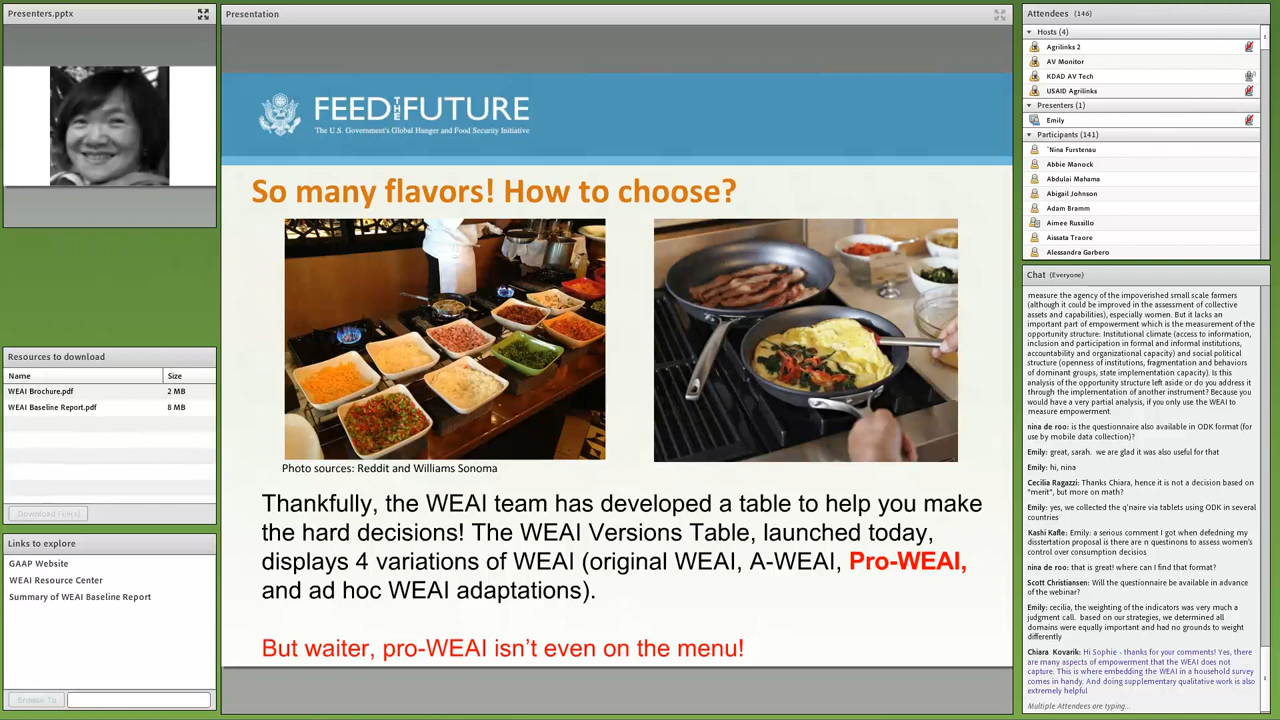 Presenters.pptx
Resources to download
Name Size
WEAI Brochure.pdf 2 MB
WEAI Baseline Report.pdf 8 MB
Download File(s)
Links to explore
GAAP Website
WEAI Resource Center
Summary of WEAI Baseline Report
Browse To
Presentation
FEED THE FUTURE
The U.S. Government's Global Hunger and Food Security Initiative
So many flavors! How to choose?
Photo sources: Reddit and Williams Sonoma
Thankfully, the WEAI team has developed a table to help you make
the hard decisions! The WEAI Versions Table, launched today,
displays 4 variations of WEAI (original WEAI, A-WEAI, Pro-WEAI,
and ad hoc WEAI adaptations).
But waiter, pro-WEAI isn't even on the menu!
Attendees (146)
Hosts (4)
Agrilinks 2
AV Monitor
KDAD AV Tech
USAID Agrilinks
Presenters (1)
Emily
Participants (141)
`Nina Furstenau
Abbie Manock
Abdulai Mahama
Abigail Johnson
Adam Bramm
Aimee Russillo
Aissata Traore
Alessandra Garbero
Chat (Everyone)
measure the agency of the impoverished small scale farmers
(although it could be improved in the assessment of collective
assets and capabilities), especially women. But it lacks an
important part of empowerment which is the measurement of the
opportunity structure: Institutional climate (access to information,
inclusion and participation in formal and informal institutions,
accountability and organizational capacity) and social political
structure (openness of institutions, fragmentation and behaviors
of dominant groups, state implementation capacity). Is this
analysis of the opportunity structure left aside or do you address it
through the implementation of another instrument? Because you
would have a very partial analysis, if you only use the WEAI to
measure empowerment.
nina de roo: is the questionnaire also available in ODK format (for
use by mobile data collection)?
Emily: great, sarah. we are glad it was also useful for that
Emily: hi, nina
Cecilia Ragazzi: Thanks Chiara, hence it is not a decision based on
"merit", but more on math?
Emily: yes, we collected the q'naire via tablets using ODK in several
countries
Kashi Kafle: Emily: a serious comment I got when defedning my
disstertation proposal is there are n questions to assess women's
control over consumption decisios
nina de roo: that is great! where can I find that format?
Scott Christiansen: Will the questionnaire be available in advance
of the webinar?
Emily: cecilia, the weighting of the indicators was very much a
judgment call. based on our strategies, we determined all
domains were equally important and had no grounds to weight
differently
Chiara Kovarik: Hi Sophie - thanks for your comments! Yes, there
are many aspects of empowerment that the WEAI does not
capture. This is where embedding the WEAI in a household survey
comes in handy. And doing supplementary qualitative work is also
extremely helpful
Multiple Attendees are typing...